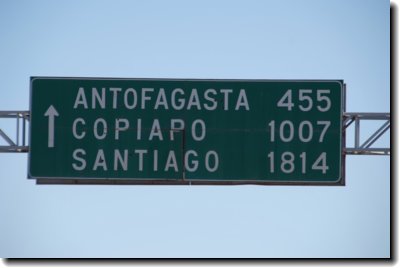 ANTOFAGASTA 455
COPIAPO 1007
SANTIAGO 1814